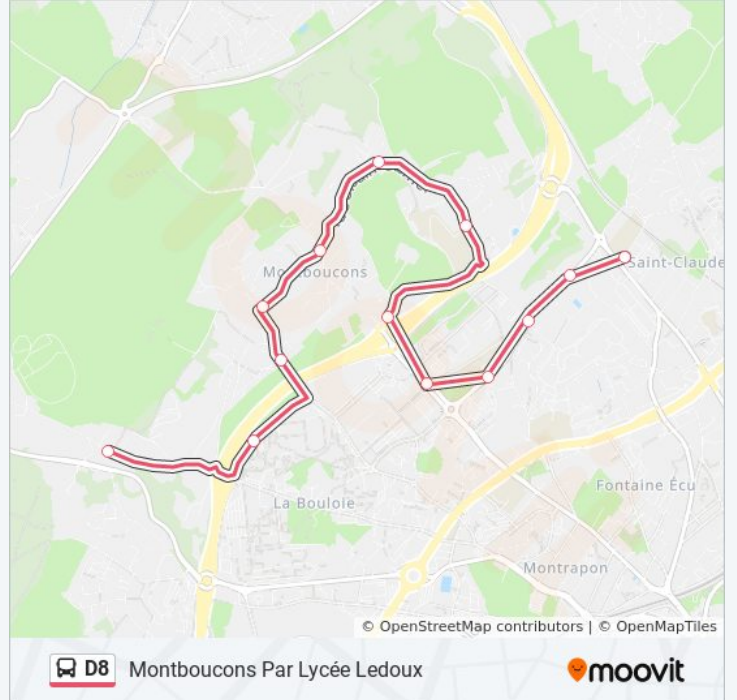 Montboucons
Saint-Claude
Fontaine Écu
La Bouloie
Montrapon
© OpenStreetMap contributors | © OpenMapTiles
D8 Montboucons Par Lycée Ledoux
moovit